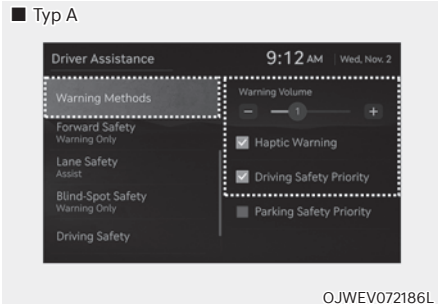 ■ Typ A
Driver Assistance
9:12 AM
Wed, Nov. 2
Warning Methods
Forward Safety
Warning Only
Lane Safety
Assist
Blind-Spot Safety
Warning Only
Driving Safety
Warning Volume
− 1 +
Haptic Warning
Driving Safety Priority
Parking Safety Priority
OJWEV072186L